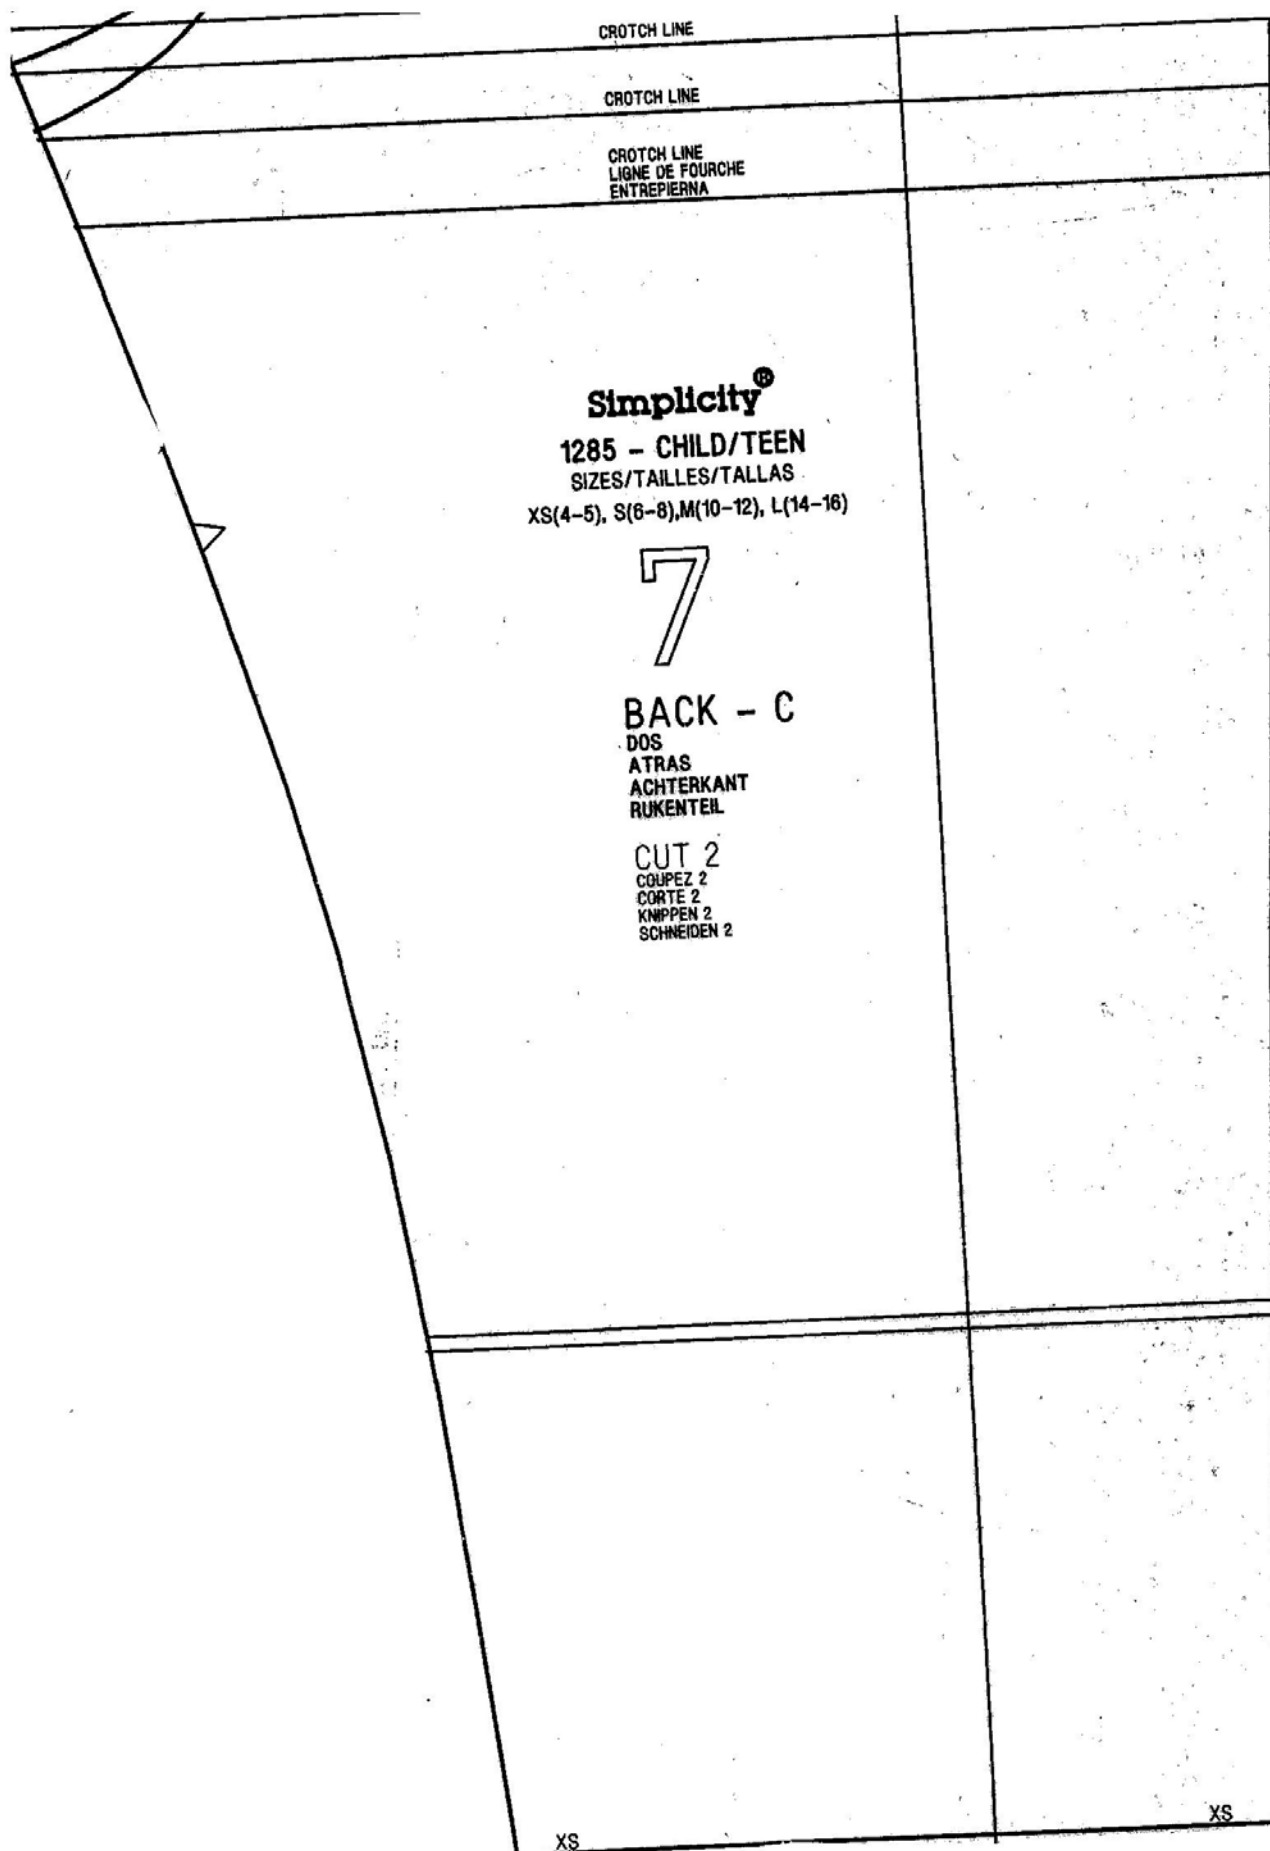 CROTCH LINE
CROTCH LINE
CROTCH LINE
LIGNE DE FOURCHE
ENTREPIERNA
Simplicity®
1285 – CHILD/TEEN
SIZES/TAILLES/TALLAS
XS(4–5), S(6–8),M(10–12), L(14–16)
7
BACK – C
DOS
ATRAS
ACHTERKANT
RUKENTEIL
CUT 2
COUPEZ 2
CORTE 2
KNIPPEN 2
SCHNEIDEN 2
XS
XS